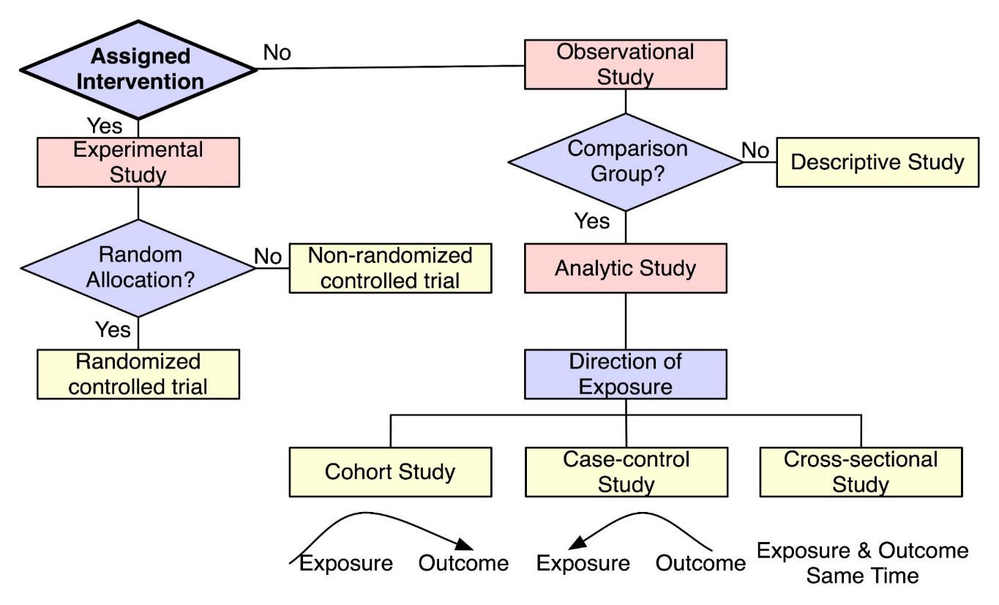 Assigned
Intervention
No
Observational
Study
Yes
Experimental
Study
Comparison
Group?
No
Descriptive Study
Yes
Random
Allocation?
No
Non-randomized
controlled trial
Analytic Study
Yes
Randomized
controlled trial
Direction of
Exposure
Cohort Study
Case-control
Study
Cross-sectional
Study
Exposure
Outcome
Exposure
Outcome
Exposure & Outcome
Same Time